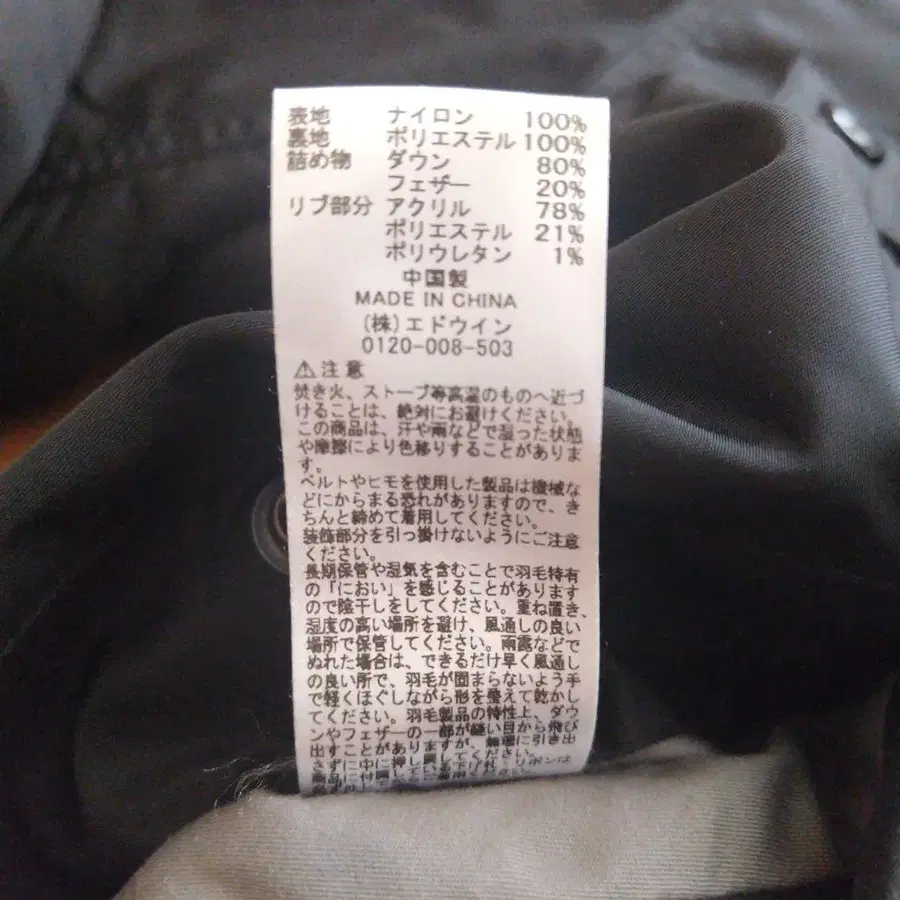 表地 ナイロン 100%
裏地 ポリエステル 100%
詰め物 ダウン 80%
フェザー 20%
リブ部分 アクリル 78%
ポリエステル 21%
ポリウレタン 1%
中国製
MADE IN CHINA
(株)エドウイン
0120-008-503
⚠注意
焚き火、ストーブ等高温のものへ近づ
けることは、絶対にお避けください。
この商品は、汗や雨などで湿った状態
や摩擦により色移りすることがありま
す。
ベルトやヒモを使用した製品は機械な
どにからまる恐れがありますので、き
ちんと締めて着用してください。
装飾部分を引っ掛けないようにご注意
ください。
長期保管や湿気を含むことで羽毛特有
の「におい」を感じることがあります
ので陰干しをしてください。重ね置き、
湿度の高い場所を避け、風通しの良い
場所で保管してください。雨露などで
ぬれた場合は、できるだけ早く風通し
の良い所で、羽毛が固まらないよう手
で軽くほぐしながら形を整えて乾かし
てください。羽毛製品の特性上、ダウ
ンやフェザーの一部が縫い目から飛び
出すことがありますが、無理に引き出
さずに中に押し戻してください。